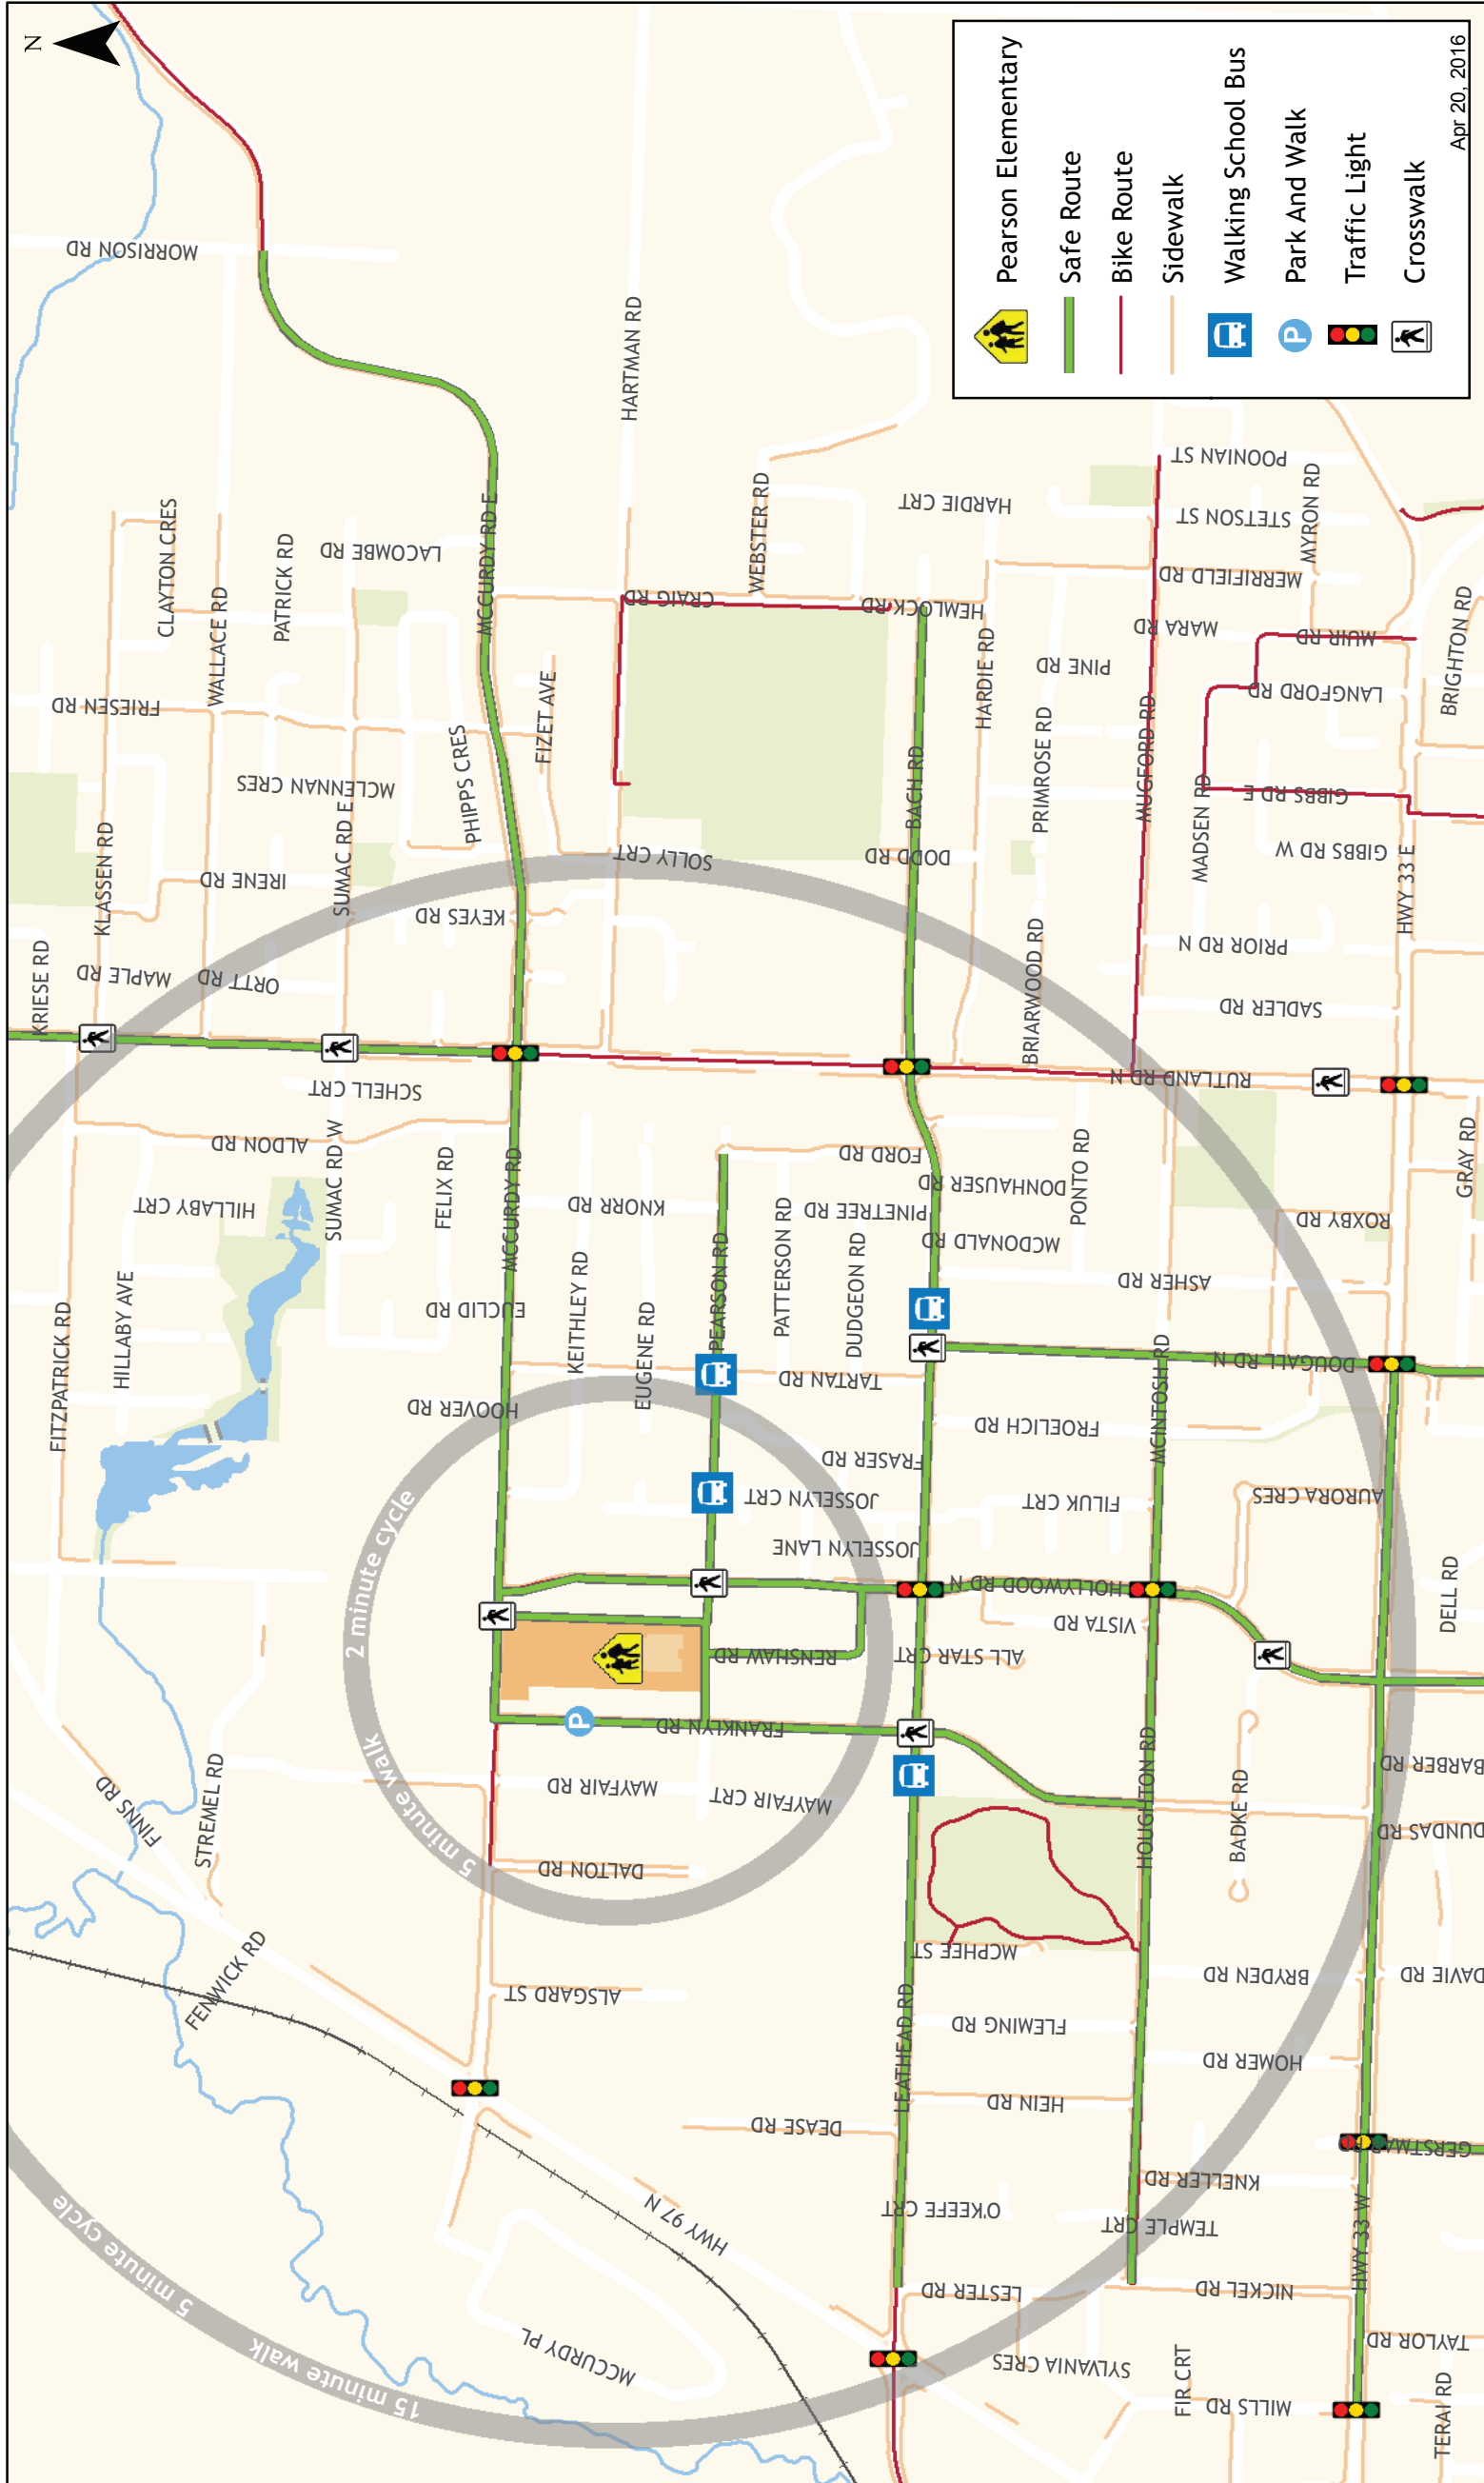 N
Pearson Elementary
Safe Route
Bike Route
Sidewalk
Walking School Bus
Park And Walk
P
Traffic Light
Crosswalk
Apr 20, 2016
MORRISON RD
HARTMAN RD
CLAYTON CRES
WALLACE RD
PATRICK RD
LACOMBE RD
MCCURDY RD E
FRIESEN RD
MCLENNAN CRES
PHIPPS CRES
FIZET AVE
CRAIG RD
WEBSTER RD
HARDIE CRT
HEMLOCK RD
HARDIE RD
PINE RD
PRIMROSE RD
POONIAN ST
STETSON ST
MYRON RD
MERRIFIELD RD
MARA RD
MUIR RD
LANGFORD RD
BRIGHTON RD
KLASSEN RD
IRENE RD
SUMAC RD E
KEYES RD
SOLLY CRT
DODD RD
BACH RD
MUGFORD RD
MADSEN RD
GIBBS RD E
GIBBS RD W
HWY 33 E
KRIESE RD
MAPLE RD
ORTT RD
BRIARWOOD RD
PRIOR RD N
SADLER RD
RUTLAND RD N
SCHELL CRT
ALDON RD
SUMAC RD W
FELIX RD
MCCURDY RD
HILLABY CRT
HILLABY AVE
FITZPATRICK RD
EUCLID RD
HOOVER RD
KNORR RD
KEITHLEY RD
EUGENE RD
PEARSON RD
PATTERSON RD
DUDGEON RD
PINETREE RD
FORD RD
DONHAUSER RD
MCDONALD RD
PONTO RD
ASHER RD
ROXBY RD
GRAY RD
TARTAN RD
FROELICH RD
MCINTOSH RD
DOUGALL RD N
FRASER RD
JOSSELYN CRT
JOSSELYN LANE
FILUK CRT
AURORA CRES
HOLLYWOOD RD N
VISTA RD
DELL RD
2 minute cycle
5 minute walk
RENSHAW RD
ALL STAR CRT
P
FRANKLYN RD
MAYFAIR RD
MAYFAIR CRT
DALTON RD
HOUGHTON RD
BADKE RD
BARBER RD
DUNDAS RD
FINNS RD
STREMEL RD
FENWICK RD
ALSGARD ST
MCPHEE ST
LEATHEAD RD
FLEMING RD
BRYDEN RD
DAVIE RD
HOMER RD
HEIN RD
DEASE RD
HWY 97 N
O'KEEFE CRT
KNELLER RD
TEMPLE CRT
HWY 33 W
LESTER RD
NICKEL RD
MCCURDY PL
SYLVANIA CRES
FIR CRT
MILLS RD
TAYLOR RD
TERAI RD
5 minute cycle
15 minute walk